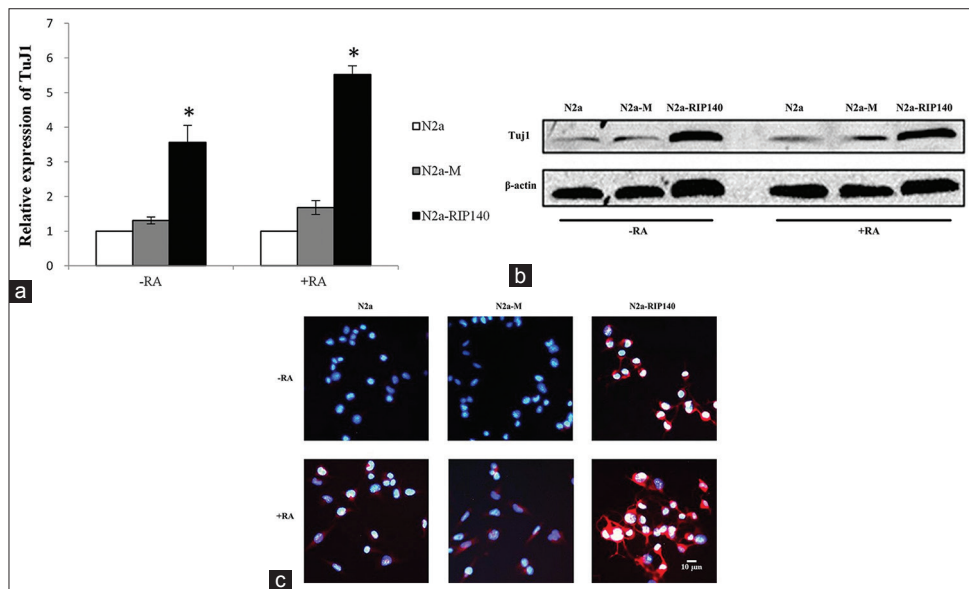 7
6
5
4
3
2
1
0
Relative expression of TuJ1
*
*
-RA
+RA
N2a
N2a-M
N2a-RIP140
a
N2a N2a-M N2a-RIP140 N2a N2a-M N2a-RIP140
Tuj1
β-actin
-RA +RA
b
N2a N2a-M N2a-RIP140
-RA
+RA
10 µm
c